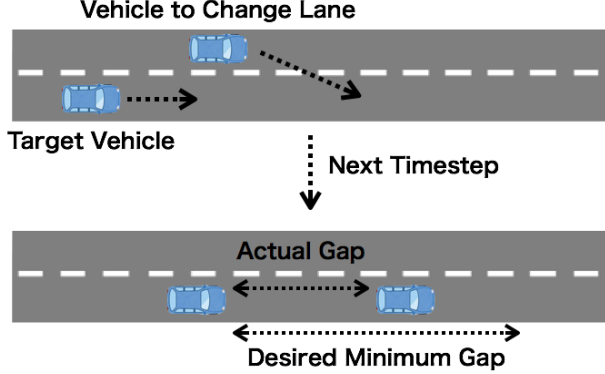 Vehicle to Change Lane
Target Vehicle
Next Timestep
Actual Gap
Desired Minimum Gap